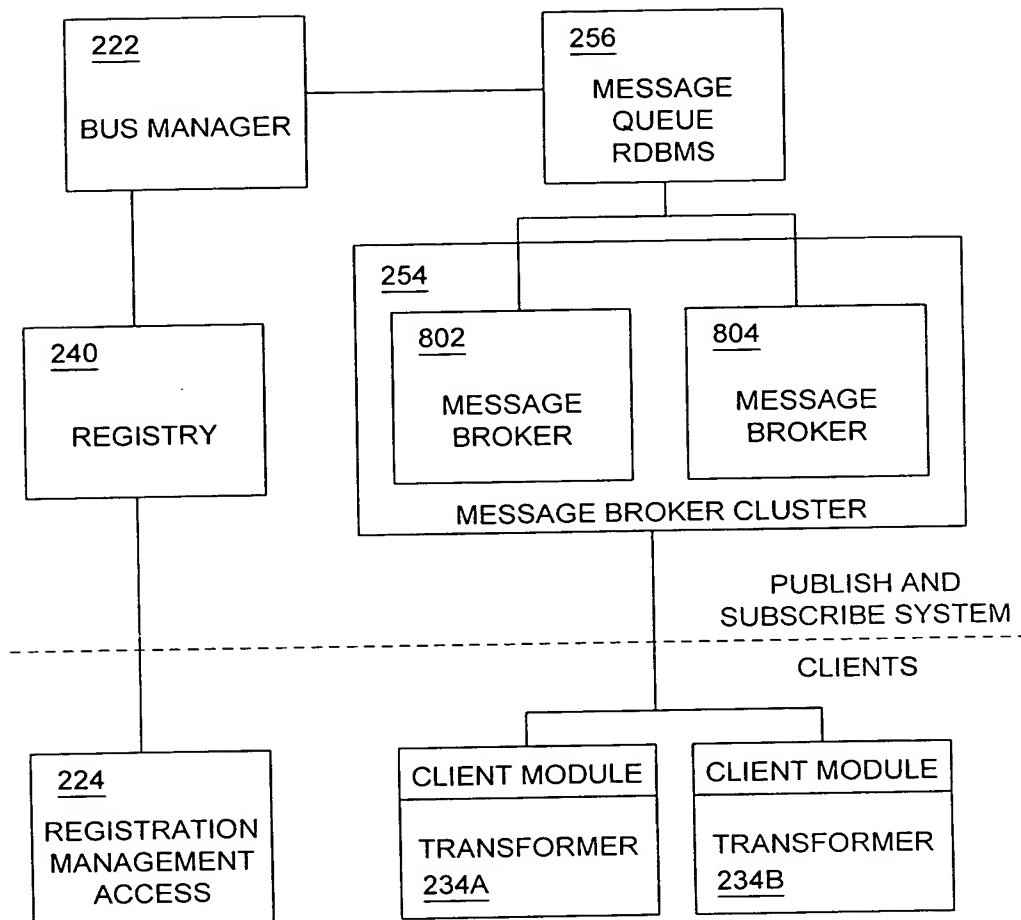 222
BUS MANAGER
256
MESSAGE
QUEUE
RDBMS
254
802
MESSAGE
BROKER
804
MESSAGE
BROKER
MESSAGE BROKER CLUSTER
240
REGISTRY
PUBLISH AND
SUBSCRIBE SYSTEM
CLIENTS
224
REGISTRATION
MANAGEMENT
ACCESS
CLIENT MODULE
TRANSFORMER
234A
CLIENT MODULE
TRANSFORMER
234B